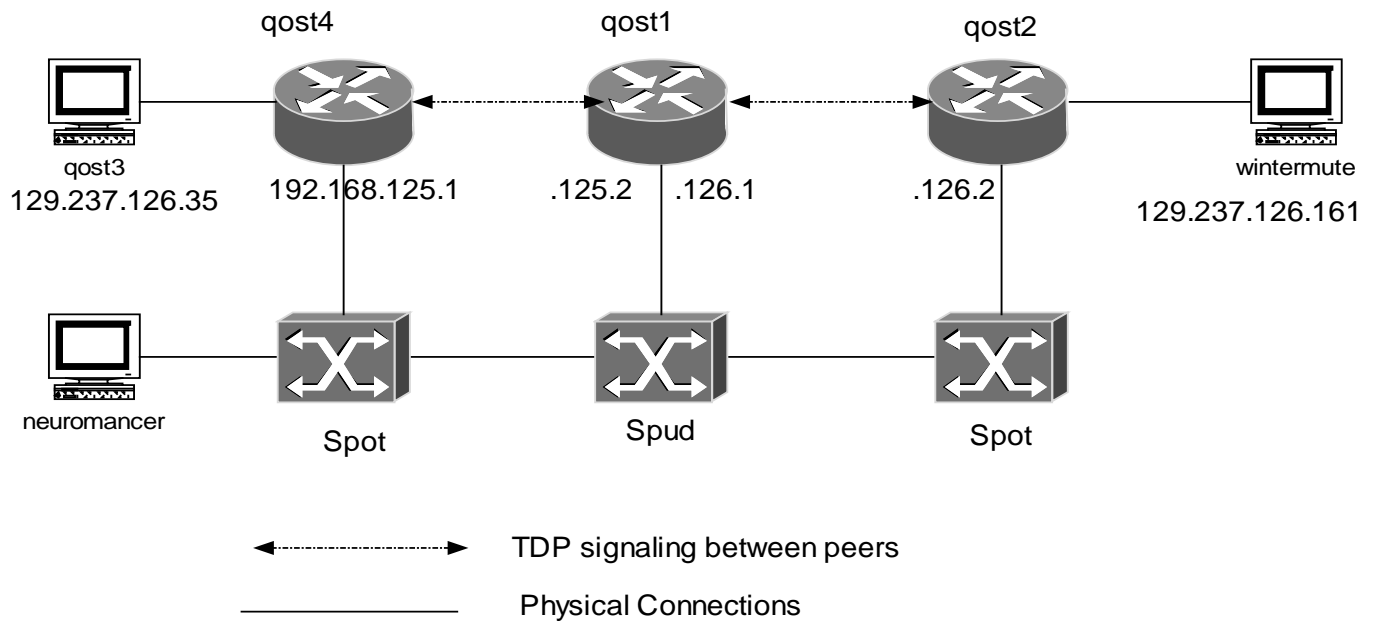 qost4
qost1
qost2
qost3
129.237.126.35
192.168.125.1
.125.2
.126.1
.126.2
wintermute
129.237.126.161
neuromancer
Spot
Spud
Spot
TDP signaling between peers
Physical Connections